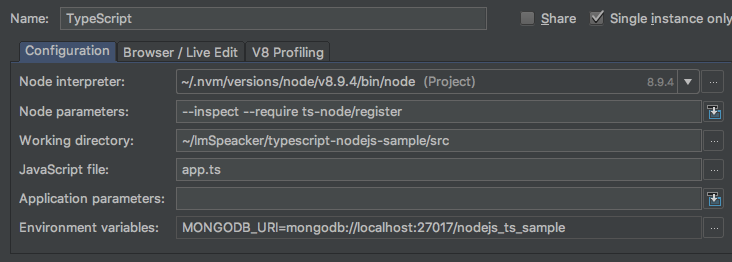 Name: TypeScript Share Single instance only
Configuration Browser / Live Edit V8 Profiling
Node interpreter: ~/.nvm/versions/node/v8.9.4/bin/node (Project) 8.9.4
Node parameters: --inspect --require ts-node/register
Working directory: ~/ImSpeacker/typescript-nodejs-sample/src
JavaScript file: app.ts
Application parameters:
Environment variables: MONGODB_URI=mongodb://localhost:27017/nodejs_ts_sample